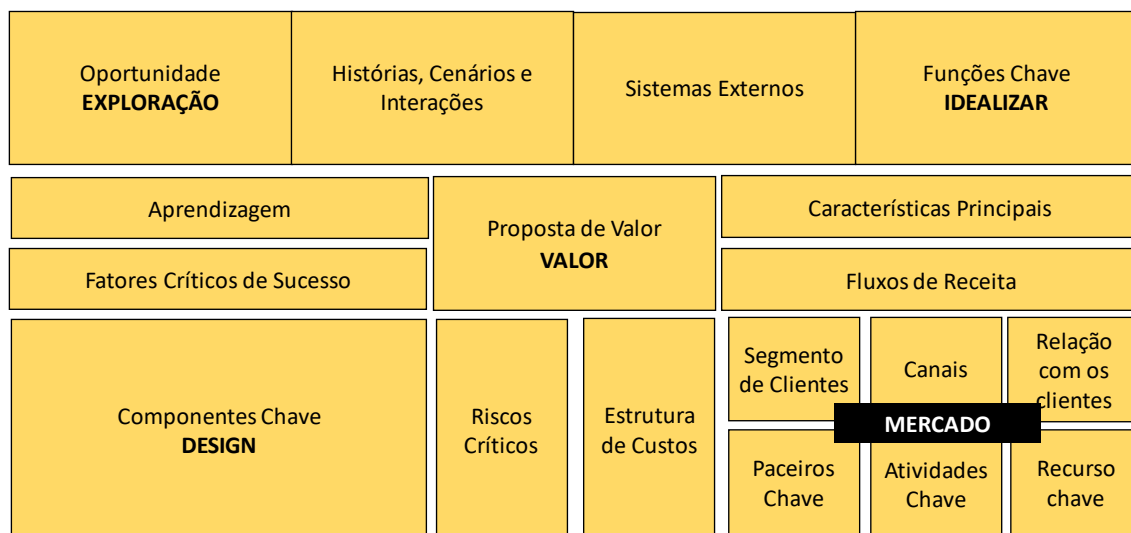 Oportunidade
EXPLORAÇÃO
Histórias, Cenários e
Interações
Sistemas Externos
Funções Chave
IDEALIZAR
Aprendizagem
Proposta de Valor
VALOR
Características Principais
Fatores Críticos de Sucesso
Fluxos de Receita
Componentes Chave
DESIGN
Riscos
Críticos
Estrutura
de Custos
Segmento
de Clientes
Canais
Relação
com os
clientes
MERCADO
Paceiros
Chave
Atividades
Chave
Recurso
chave